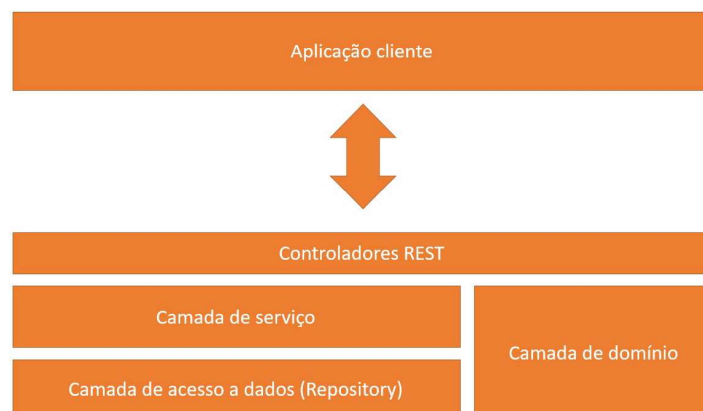 Aplicação cliente
Controladores REST
Camada de serviço
Camada de domínio
Camada de acesso a dados (Repository)